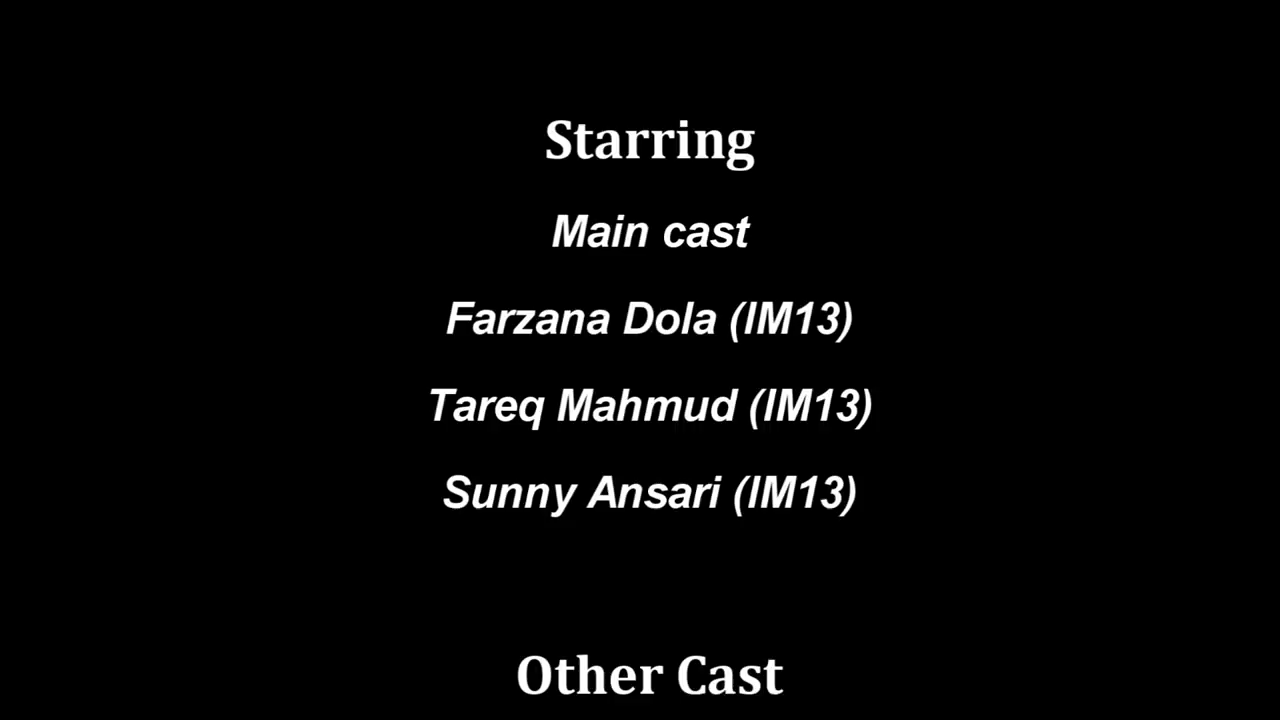 Starring
Main cast
Farzana Dola (IM13)
Tareq Mahmud (IM13)
Sunny Ansari (IM13)
Other Cast